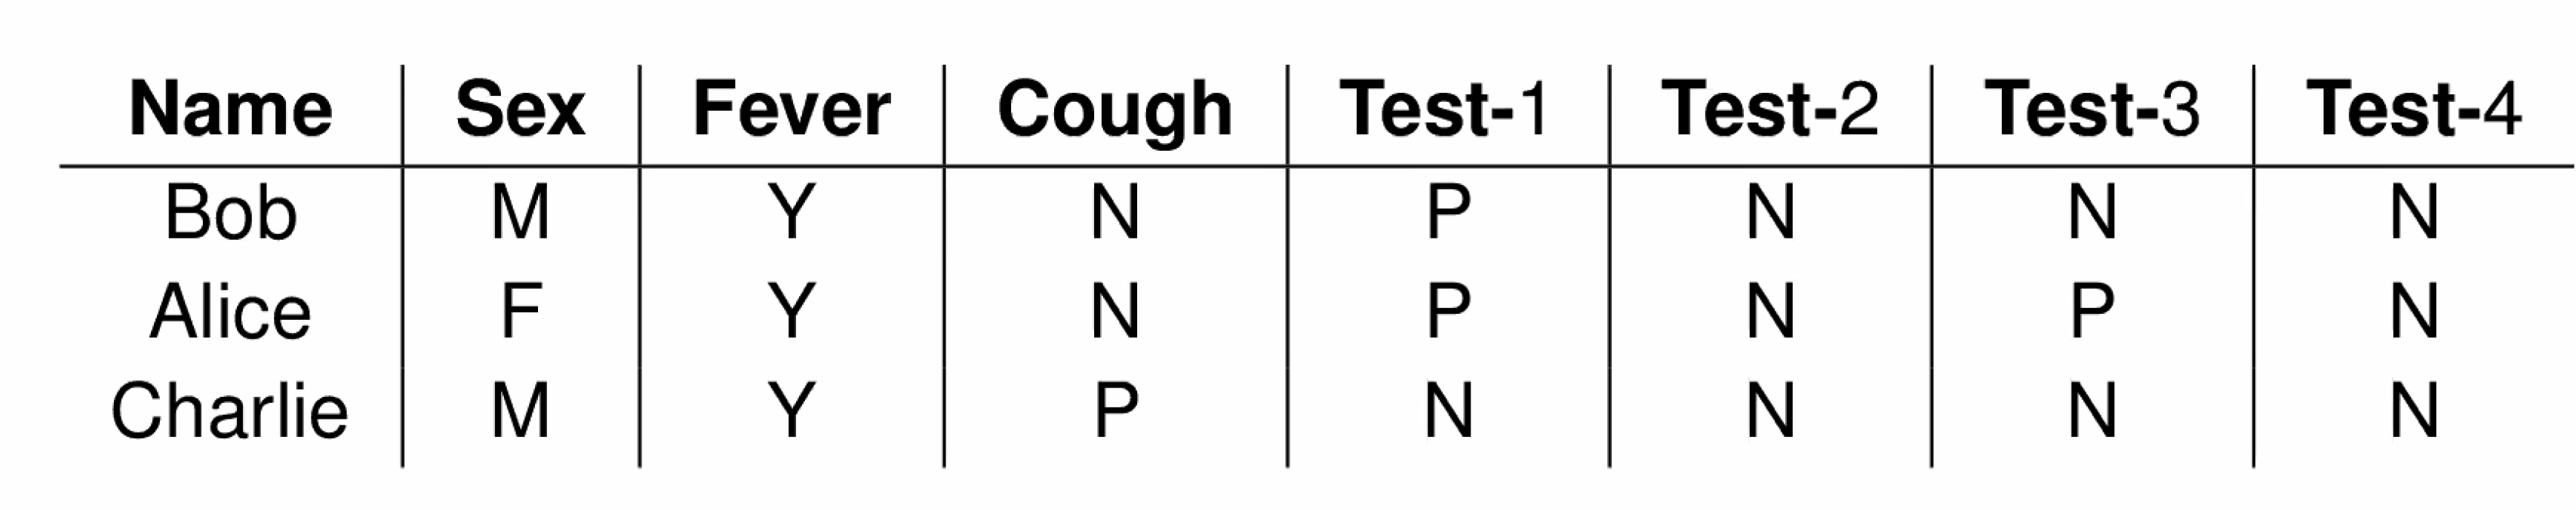 Name Sex Fever Cough Test-1 Test-2 Test-3 Test-4
Bob M Y N P N N N
Alice F Y N P N P N
Charlie M Y P N N N N